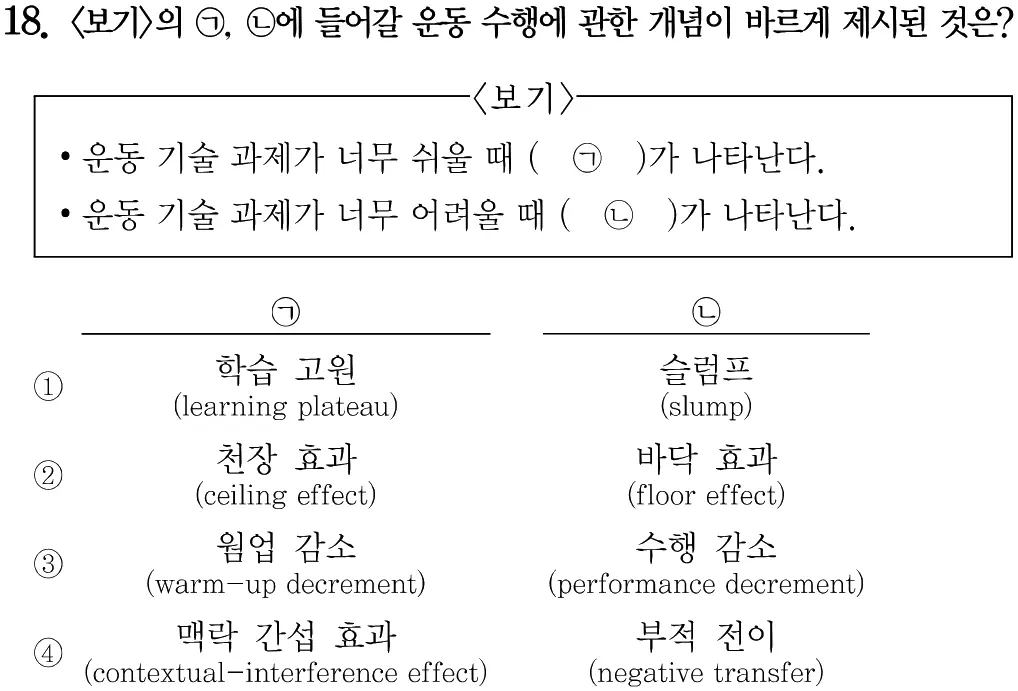 18. 〈보기〉의 ㉠, ㉡에 들어갈 운동 수행에 관한 개념이 바르게 제시된 것은?
〈보기〉
• 운동 기술 과제가 너무 쉬울 때 ( ㉠ )가 나타난다.
• 운동 기술 과제가 너무 어려울 때 ( ㉡ )가 나타난다.
㉠ ㉡
① 학습 고원 슬럼프
(learning plateau) (slump)
② 천장 효과 바닥 효과
(ceiling effect) (floor effect)
③ 웜업 감소 수행 감소
(warm-up decrement) (performance decrement)
④ 맥락 간섭 효과 부적 전이
(contextual-interference effect) (negative transfer)